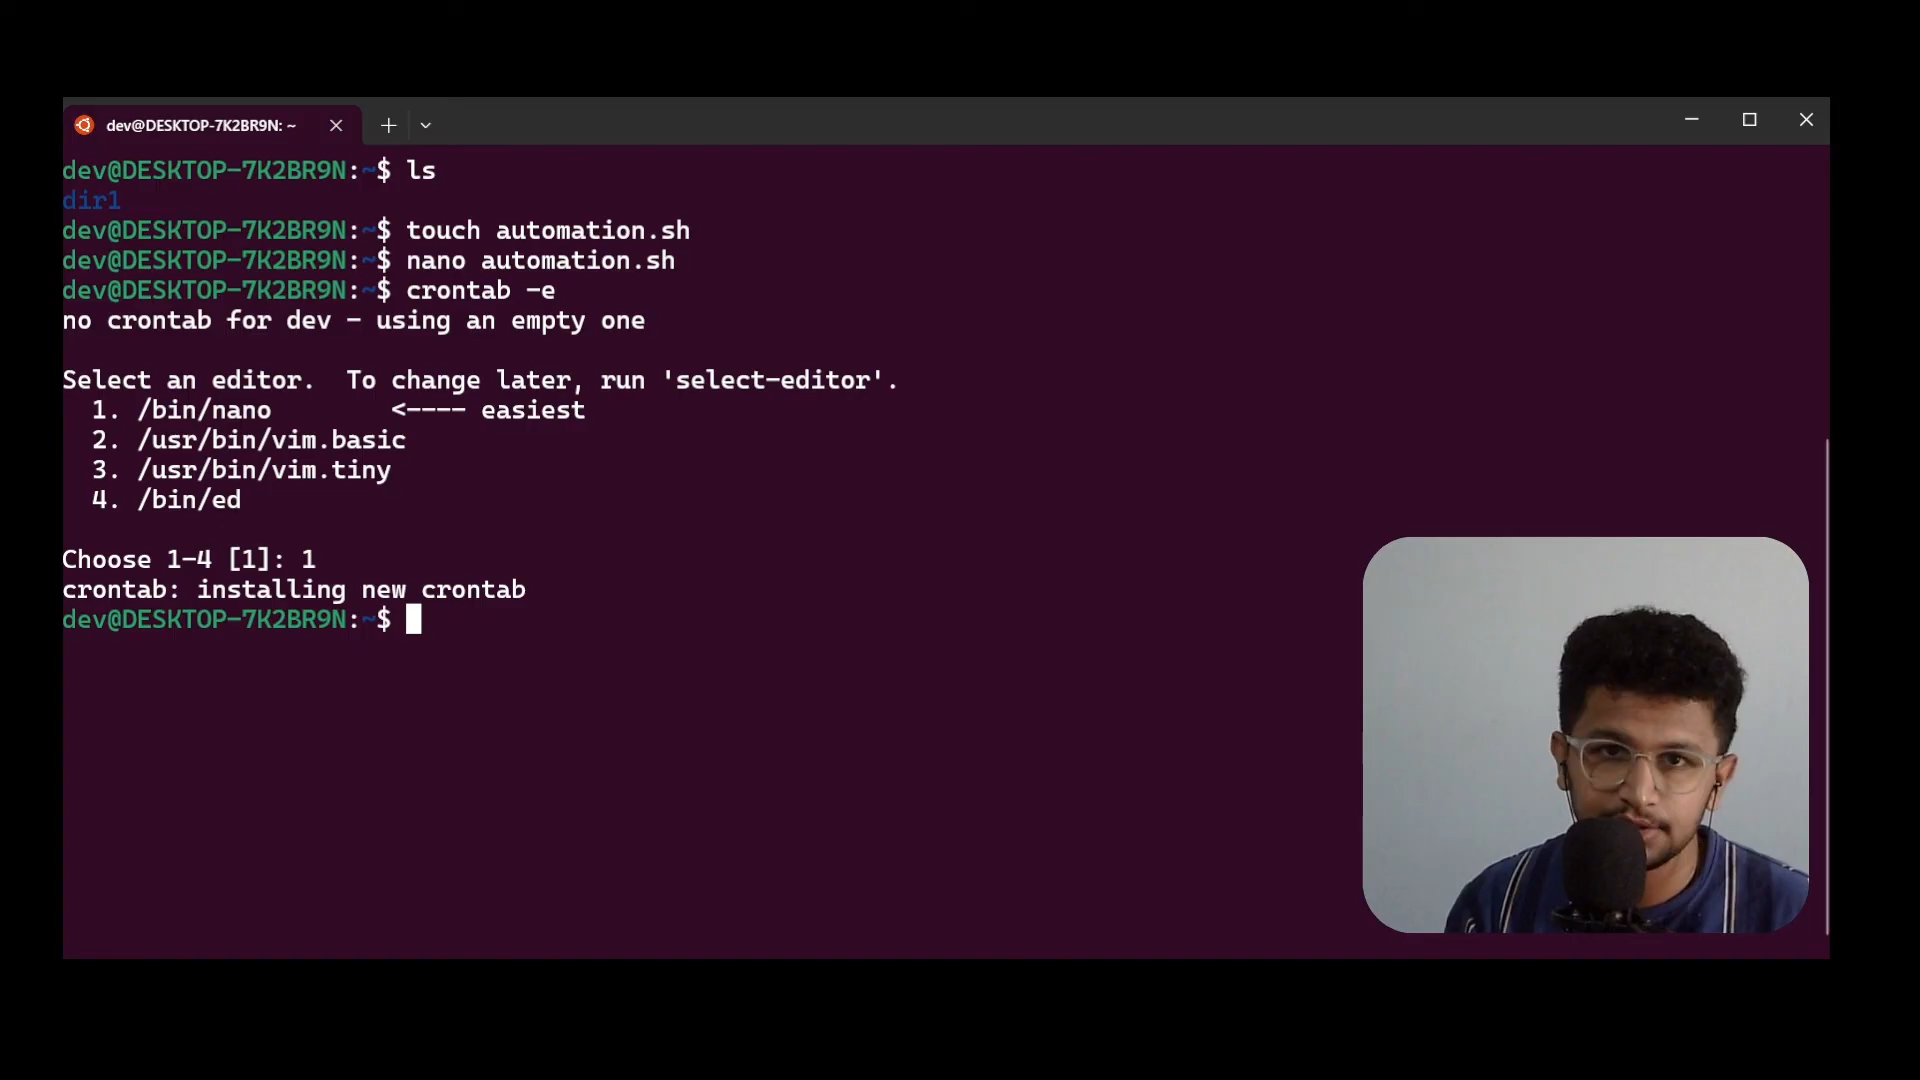 dev@DESKTOP-7K2BR9N: ~
dev@DESKTOP-7K2BR9N:~$ ls
dir1
dev@DESKTOP-7K2BR9N:~$ touch automation.sh
dev@DESKTOP-7K2BR9N:~$ nano automation.sh
dev@DESKTOP-7K2BR9N:~$ crontab -e
no crontab for dev - using an empty one
Select an editor.  To change later, run 'select-editor'.
  1. /bin/nano        <---- easiest
  2. /usr/bin/vim.basic
  3. /usr/bin/vim.tiny
  4. /bin/ed
Choose 1-4 [1]: 1
crontab: installing new crontab
dev@DESKTOP-7K2BR9N:~$